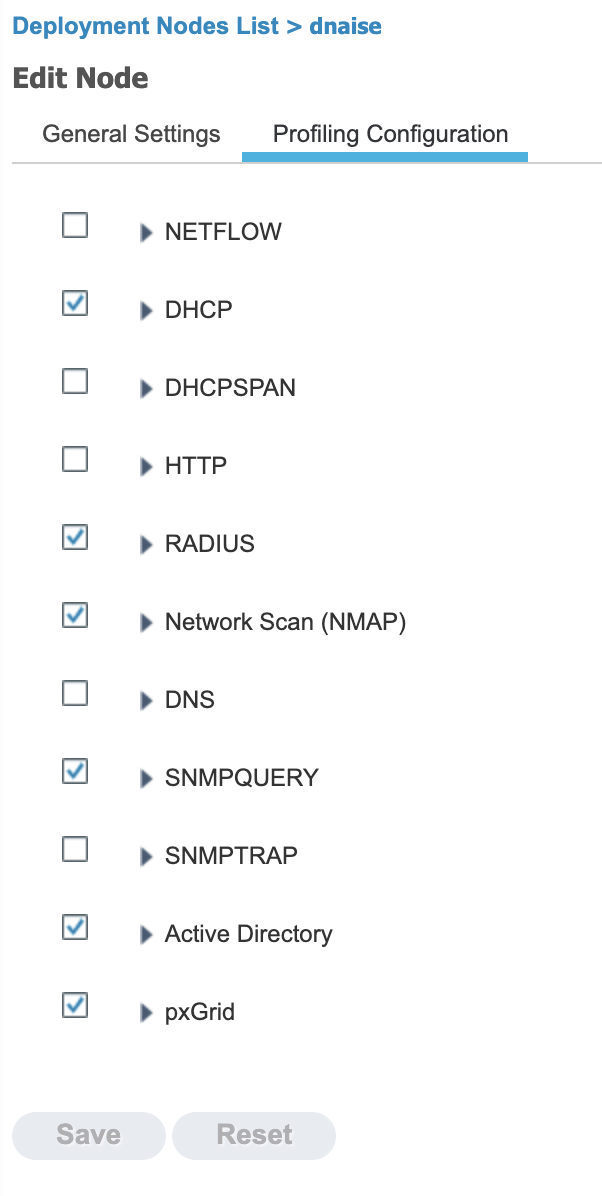 Deployment Nodes List > dnaise
Edit Node
General Settings Profiling Configuration
NETFLOW
DHCP
DHCPSPAN
HTTP
RADIUS
Network Scan (NMAP)
DNS
SNMPQUERY
SNMPTRAP
Active Directory
pxGrid
Save Reset